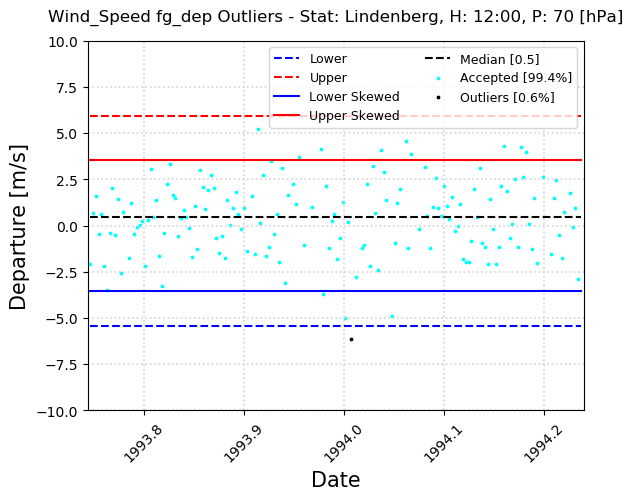 Wind_Speed fg_dep Outliers - Stat: Lindenberg, H: 12:00, P: 70 [hPa]
10.0
7.5
5.0
2.5
0.0
−2.5
−5.0
−7.5
−10.0
Departure [m/s]
Lower
Upper
Lower Skewed
Upper Skewed
Median [0.5]
Accepted [99.4%]
Outliers [0.6%]
1993.8
1993.9
1994.0
1994.1
1994.2
Date